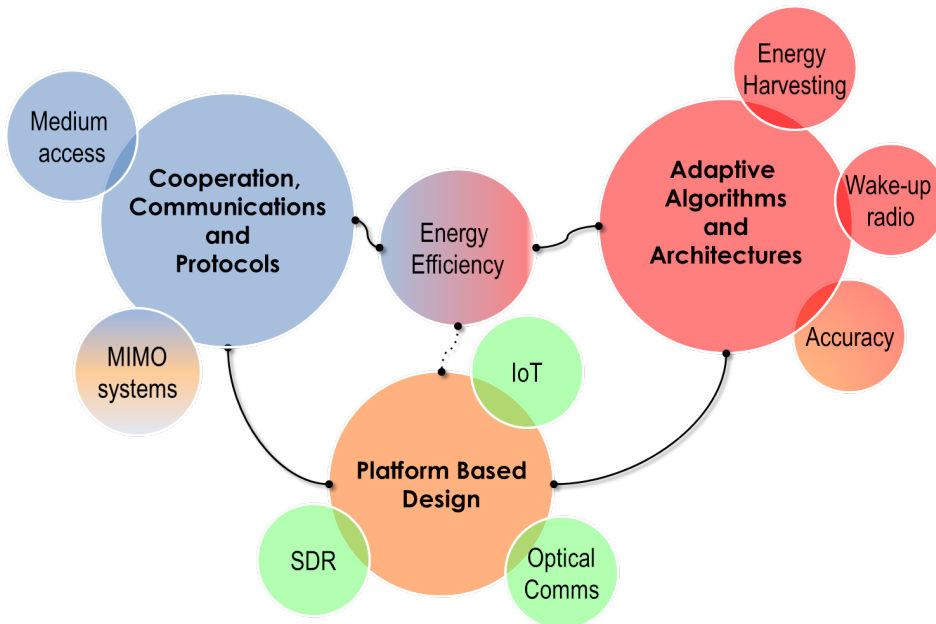 Medium
access
Cooperation,
Communications
and
Protocols
MIMO
systems
Energy
Efficiency
Energy
Harvesting
Adaptive
Algorithms
and
Architectures
Wake-up
radio
Accuracy
IoT
Platform Based
Design
SDR
Optical
Comms